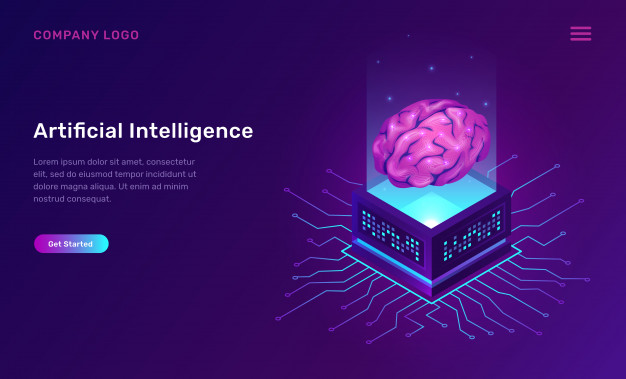 COMPANY LOGO
Artificial Intelligence
Lorem ipsum dolor sit amet, consectetur
elit, sed do eiusmod tempor incididunt ut
dolore magna aliqua. Ut enim ad minim
nostrud consequat.
Get Started